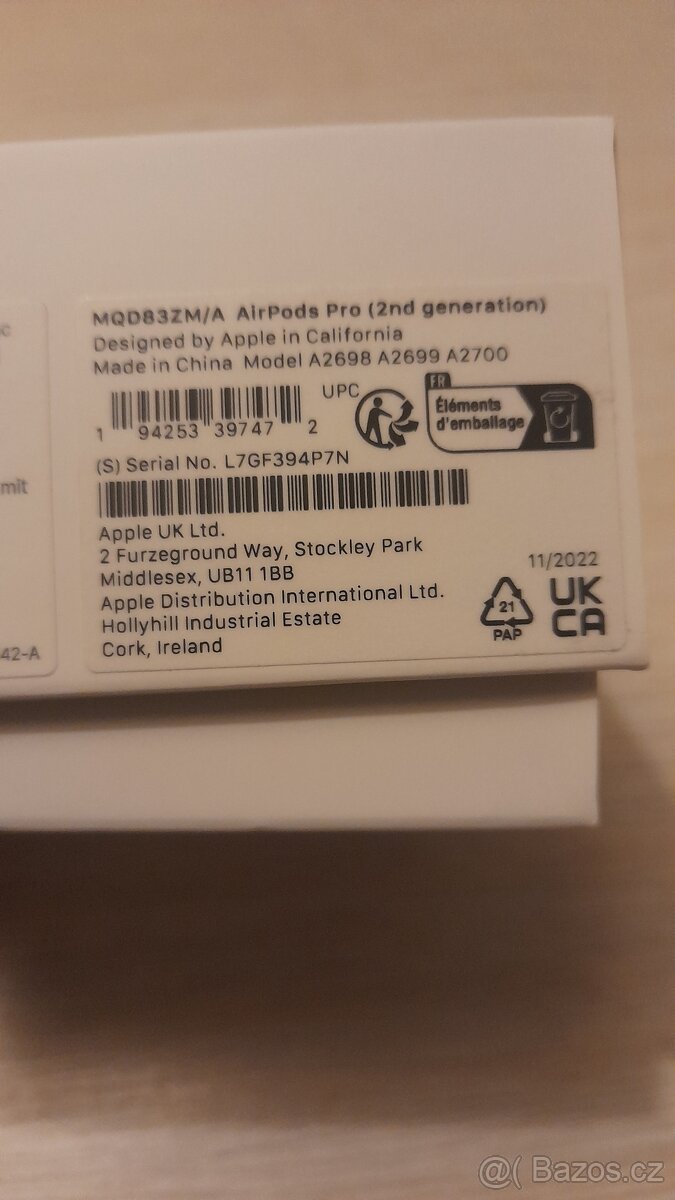 c
mit
42-A
MQD83ZM/A AirPods Pro (2nd generation)
Designed by Apple in California
Made in China Model A2698 A2699 A2700
UPC
1 94253 39747 2
FR
Éléments
d'emballage
(S) Serial No. L7GF394P7N
Apple UK Ltd.
2 Furzeground Way, Stockley Park
Middlesex, UB11 1BB
Apple Distribution International Ltd.
Hollyhill Industrial Estate
Cork, Ireland
11/2022
21
PAP
UK
CA
@( Bazos.cz